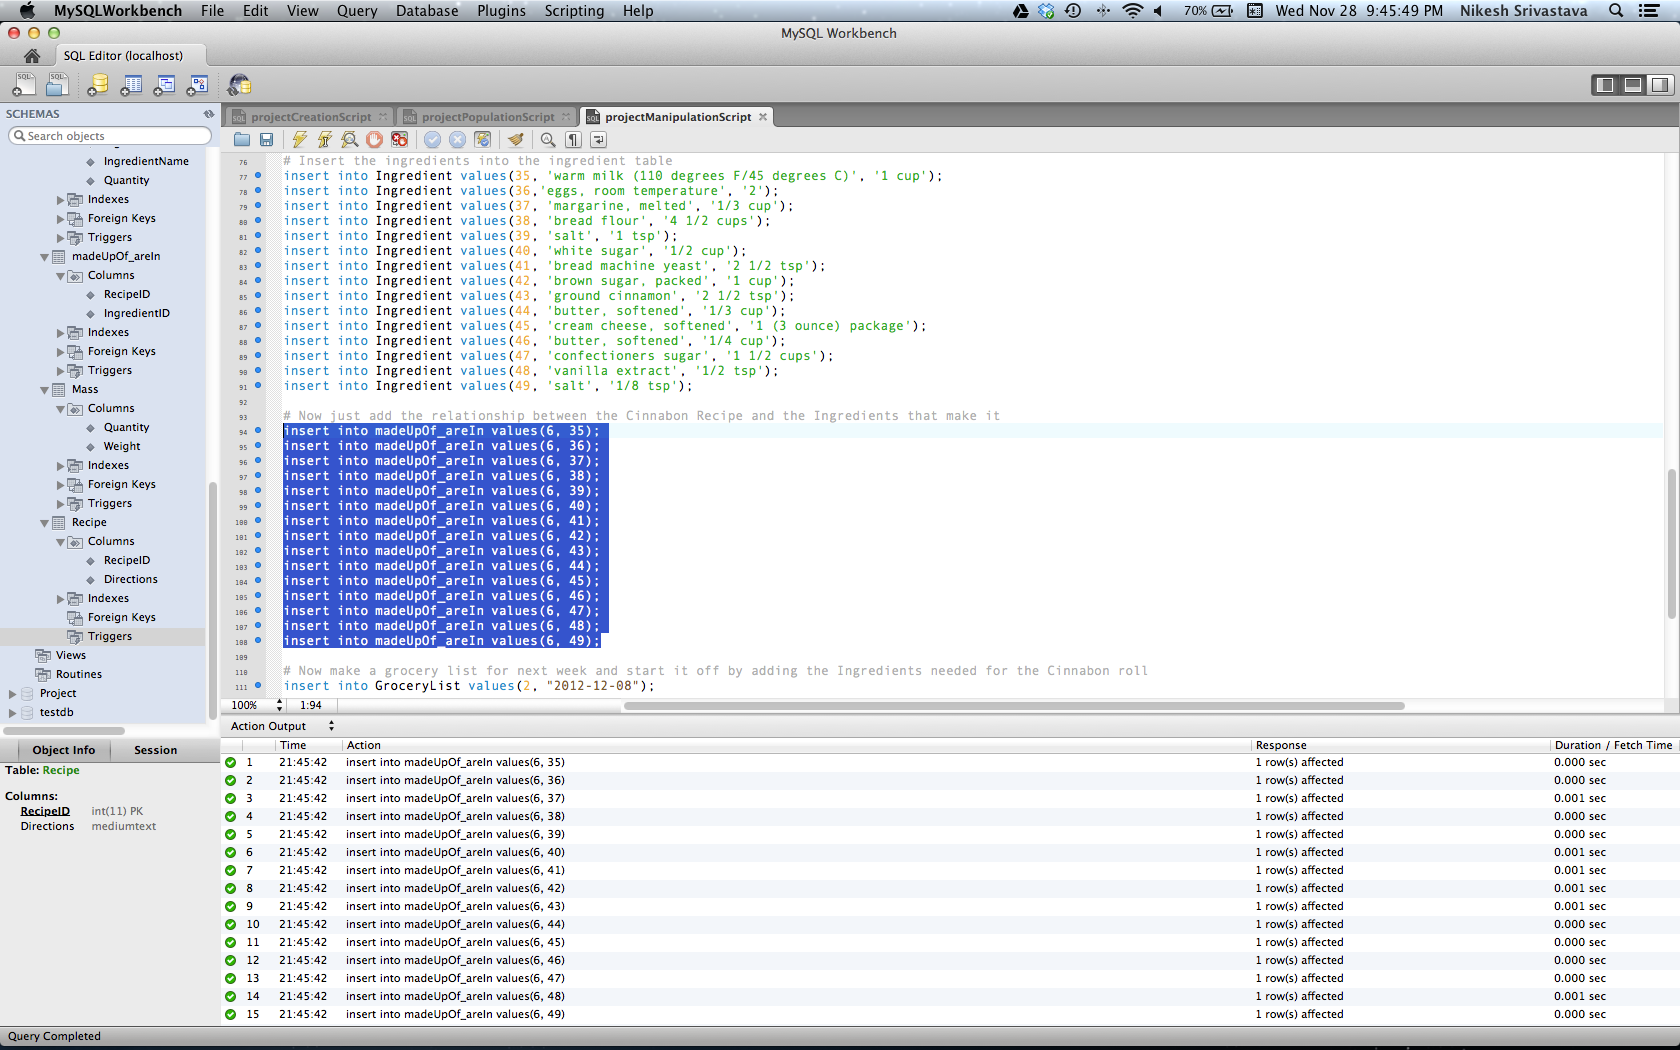 MySQLWorkbench File Edit View Query Database Plugins Scripting Help 70% Wed Nov 28 9:45:49 PM Nikesh Srivastava
MySQL Workbench
SQL Editor (localhost)
SCHEMAS
Search objects
IngredientName
Quantity
Indexes
Foreign Keys
Triggers
madeUpOf_areIn
Columns
RecipeID
IngredientID
Indexes
Foreign Keys
Triggers
Mass
Columns
Quantity
Weight
Indexes
Foreign Keys
Triggers
Recipe
Columns
RecipeID
Directions
Indexes
Foreign Keys
Triggers
Views
Routines
Project
testdb
Object Info Session
Table: Recipe
Columns:
RecipeID int(11) PK
Directions mediumtext
projectCreationScript projectPopulationScript projectManipulationScript
76 # Insert the ingredients into the ingredient table
77 insert into Ingredient values(35, 'warm milk (110 degrees F/45 degrees C)', '1 cup');
78 insert into Ingredient values(36,'eggs, room temperature', '2');
79 insert into Ingredient values(37, 'margarine, melted', '1/3 cup');
80 insert into Ingredient values(38, 'bread flour', '4 1/2 cups');
81 insert into Ingredient values(39, 'salt', '1 tsp');
82 insert into Ingredient values(40, 'white sugar', '1/2 cup');
83 insert into Ingredient values(41, 'bread machine yeast', '2 1/2 tsp');
84 insert into Ingredient values(42, 'brown sugar, packed', '1 cup');
85 insert into Ingredient values(43, 'ground cinnamon', '2 1/2 tsp');
86 insert into Ingredient values(44, 'butter, softened', '1/3 cup');
87 insert into Ingredient values(45, 'cream cheese, softened', '1 (3 ounce) package');
88 insert into Ingredient values(46, 'butter, softened', '1/4 cup');
89 insert into Ingredient values(47, 'confectioners sugar', '1 1/2 cups');
90 insert into Ingredient values(48, 'vanilla extract', '1/2 tsp');
91 insert into Ingredient values(49, 'salt', '1/8 tsp');
92
93 # Now just add the relationship between the Cinnabon Recipe and the Ingredients that make it
94 insert into madeUpOf_areIn values(6, 35);
95 insert into madeUpOf_areIn values(6, 36);
96 insert into madeUpOf_areIn values(6, 37);
97 insert into madeUpOf_areIn values(6, 38);
98 insert into madeUpOf_areIn values(6, 39);
99 insert into madeUpOf_areIn values(6, 40);
100 insert into madeUpOf_areIn values(6, 41);
101 insert into madeUpOf_areIn values(6, 42);
102 insert into madeUpOf_areIn values(6, 43);
103 insert into madeUpOf_areIn values(6, 44);
104 insert into madeUpOf_areIn values(6, 45);
105 insert into madeUpOf_areIn values(6, 46);
106 insert into madeUpOf_areIn values(6, 47);
107 insert into madeUpOf_areIn values(6, 48);
108 insert into madeUpOf_areIn values(6, 49);
109
110 # Now make a grocery list for next week and start it off by adding the Ingredients needed for the Cinnabon roll
111 insert into GroceryList values(2, "2012-12-08");
100% 1:94
Action Output
Time Action Response Duration / Fetch Time
1 21:45:42 insert into madeUpOf_areIn values(6, 35) 1 row(s) affected 0.000 sec
2 21:45:42 insert into madeUpOf_areIn values(6, 36) 1 row(s) affected 0.000 sec
3 21:45:42 insert into madeUpOf_areIn values(6, 37) 1 row(s) affected 0.001 sec
4 21:45:42 insert into madeUpOf_areIn values(6, 38) 1 row(s) affected 0.000 sec
5 21:45:42 insert into madeUpOf_areIn values(6, 39) 1 row(s) affected 0.000 sec
6 21:45:42 insert into madeUpOf_areIn values(6, 40) 1 row(s) affected 0.001 sec
7 21:45:42 insert into madeUpOf_areIn values(6, 41) 1 row(s) affected 0.001 sec
8 21:45:42 insert into madeUpOf_areIn values(6, 42) 1 row(s) affected 0.001 sec
9 21:45:42 insert into madeUpOf_areIn values(6, 43) 1 row(s) affected 0.001 sec
10 21:45:42 insert into madeUpOf_areIn values(6, 44) 1 row(s) affected 0.000 sec
11 21:45:42 insert into madeUpOf_areIn values(6, 45) 1 row(s) affected 0.000 sec
12 21:45:42 insert into madeUpOf_areIn values(6, 46) 1 row(s) affected 0.000 sec
13 21:45:42 insert into madeUpOf_areIn values(6, 47) 1 row(s) affected 0.000 sec
14 21:45:42 insert into madeUpOf_areIn values(6, 48) 1 row(s) affected 0.001 sec
15 21:45:42 insert into madeUpOf_areIn values(6, 49) 1 row(s) affected 0.000 sec
Query Completed